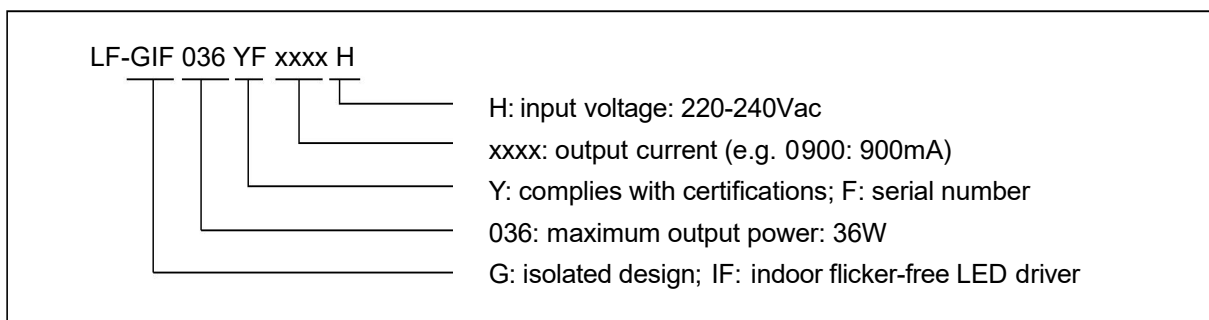 LF-GIF 036 YF xxxx H
H: input voltage: 220-240Vac
xxxx: output current (e.g. 0900: 900mA)
Y: complies with certifications; F: serial number
036: maximum output power: 36W
G: isolated design; IF: indoor flicker-free LED driver